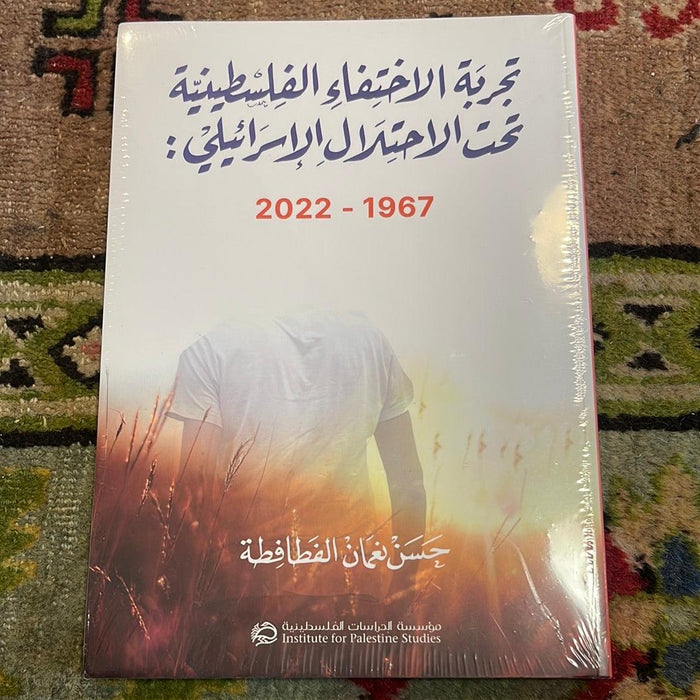 تجربة الاختفاء الفلسطينية
تحت الاحتلال الإسرائيلي:
2022 - 1967
حسن نعمان الفطافطة
مؤسسة الدراسات الفلسطينية
Institute for Palestine Studies